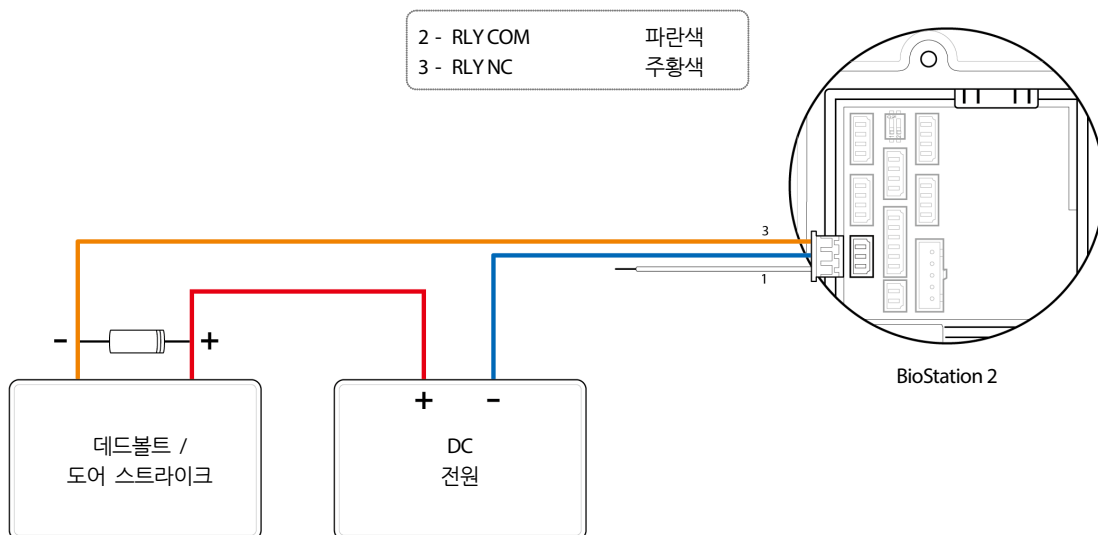 2 - RLY COM 파란색
3 - RLY NC 주황색
3
1
- +
+ -
데드볼트 /
도어 스트라이크
DC
전원
BioStation 2